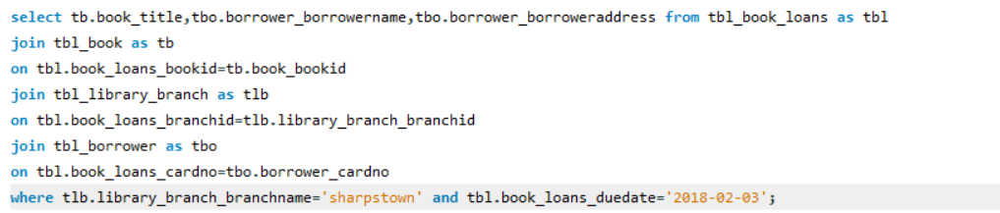 select tb.book_title,tbo.borrower_borrowername,tbo.borrower_borroweraddress from tbl_book_loans as tbl
join tbl_book as tb
on tbl.book_loans_bookid=tb.book_bookid
join tbl_library_branch as tlb
on tbl.book_loans_branchid=tlb.library_branch_branchid
join tbl_borrower as tbo
on tbl.book_loans_cardno=tbo.borrower_cardno
where tlb.library_branch_branchname='sharpstown' and tbl.book_loans_duedate='2018-02-03';